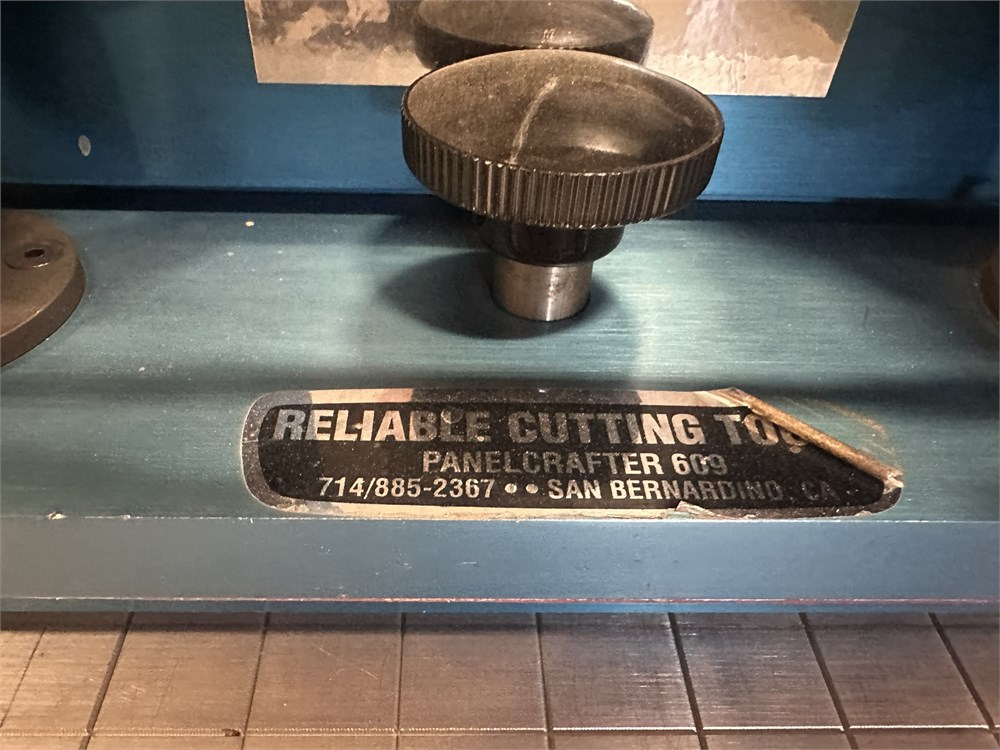 RELIABLE CUTTING TOO
PANELCRAFTER 609
714/885-2367 •• SAN BERNARDINO, CA